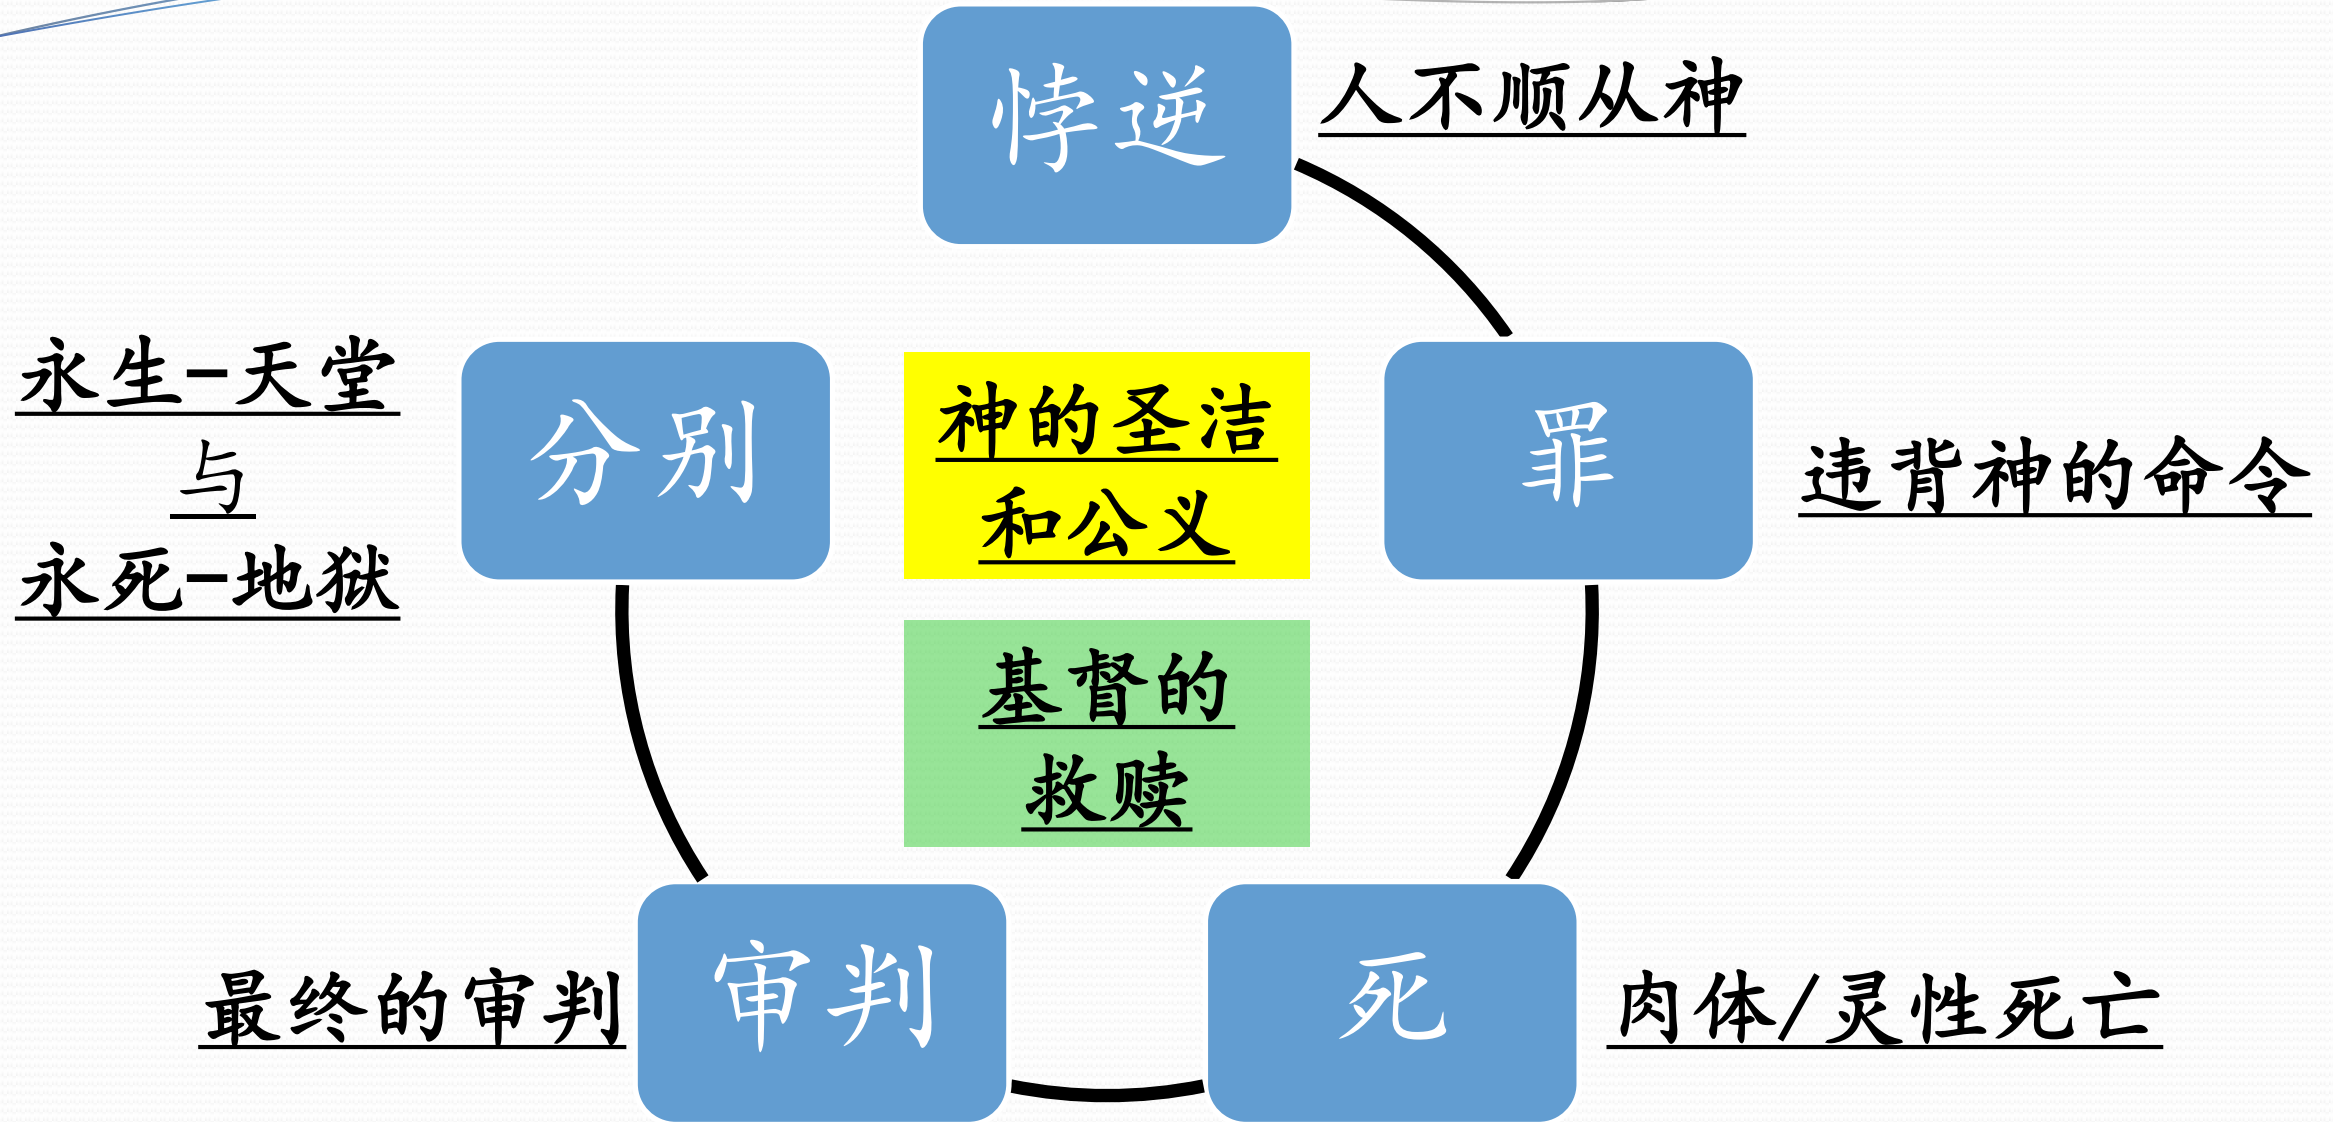 悖逆
人不顺从神
罪
违背神的命令
死
肉体/灵性死亡
审判
最终的审判
分别
永生-天堂
与
永死-地狱
神的圣洁
和公义
基督的
救赎